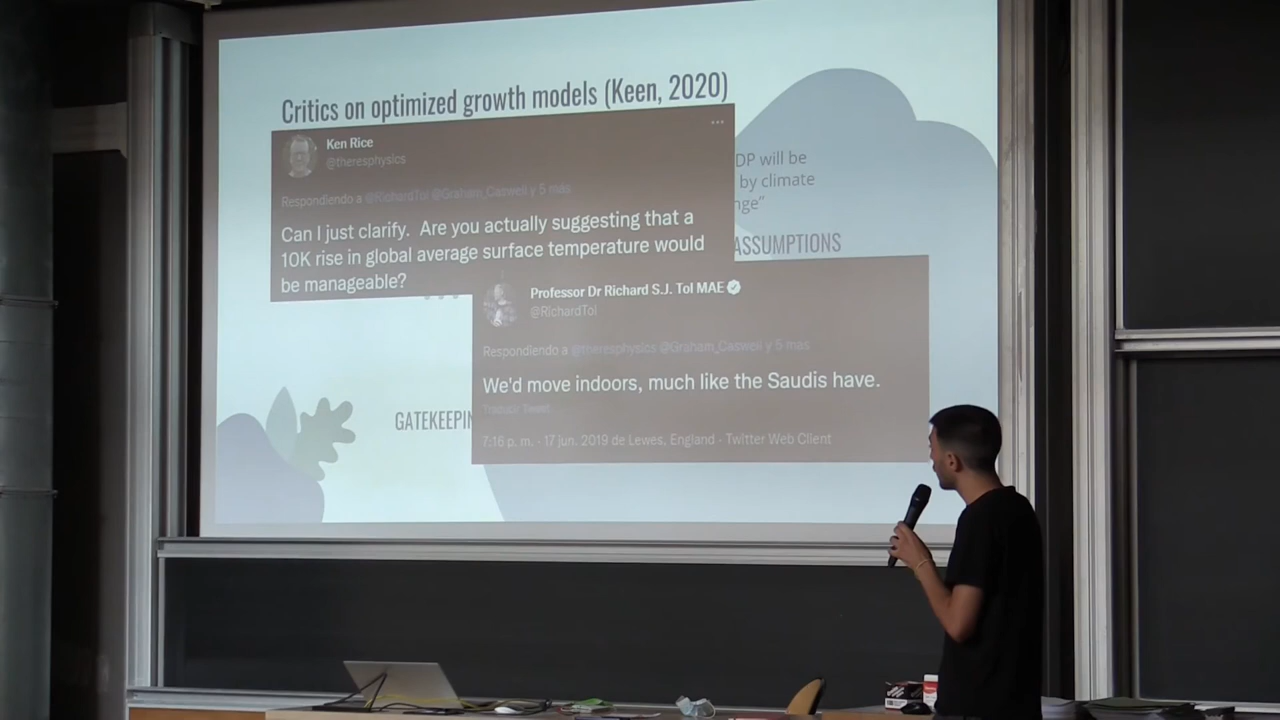 Critics on optimized growth models (Keen, 2020)
Ken Rice
@theresphysics
Respondiendo a @RichardTol @Graham_Caswell y 5 más
Can I just clarify. Are you actually suggesting that a
10K rise in global average surface temperature would
be manageable?
DP will be
by climate
nge”
ASSUMPTIONS
Professor Dr Richard S.J. Tol MAE
@RichardTol
Respondiendo a @theresphysics @Graham_Caswell y 5 más
We'd move indoors, much like the Saudis have.
Traducir Tweet
7:16 p. m. · 17 jun. 2019 de Lewes, England · Twitter Web Client
GATEKEEPIN